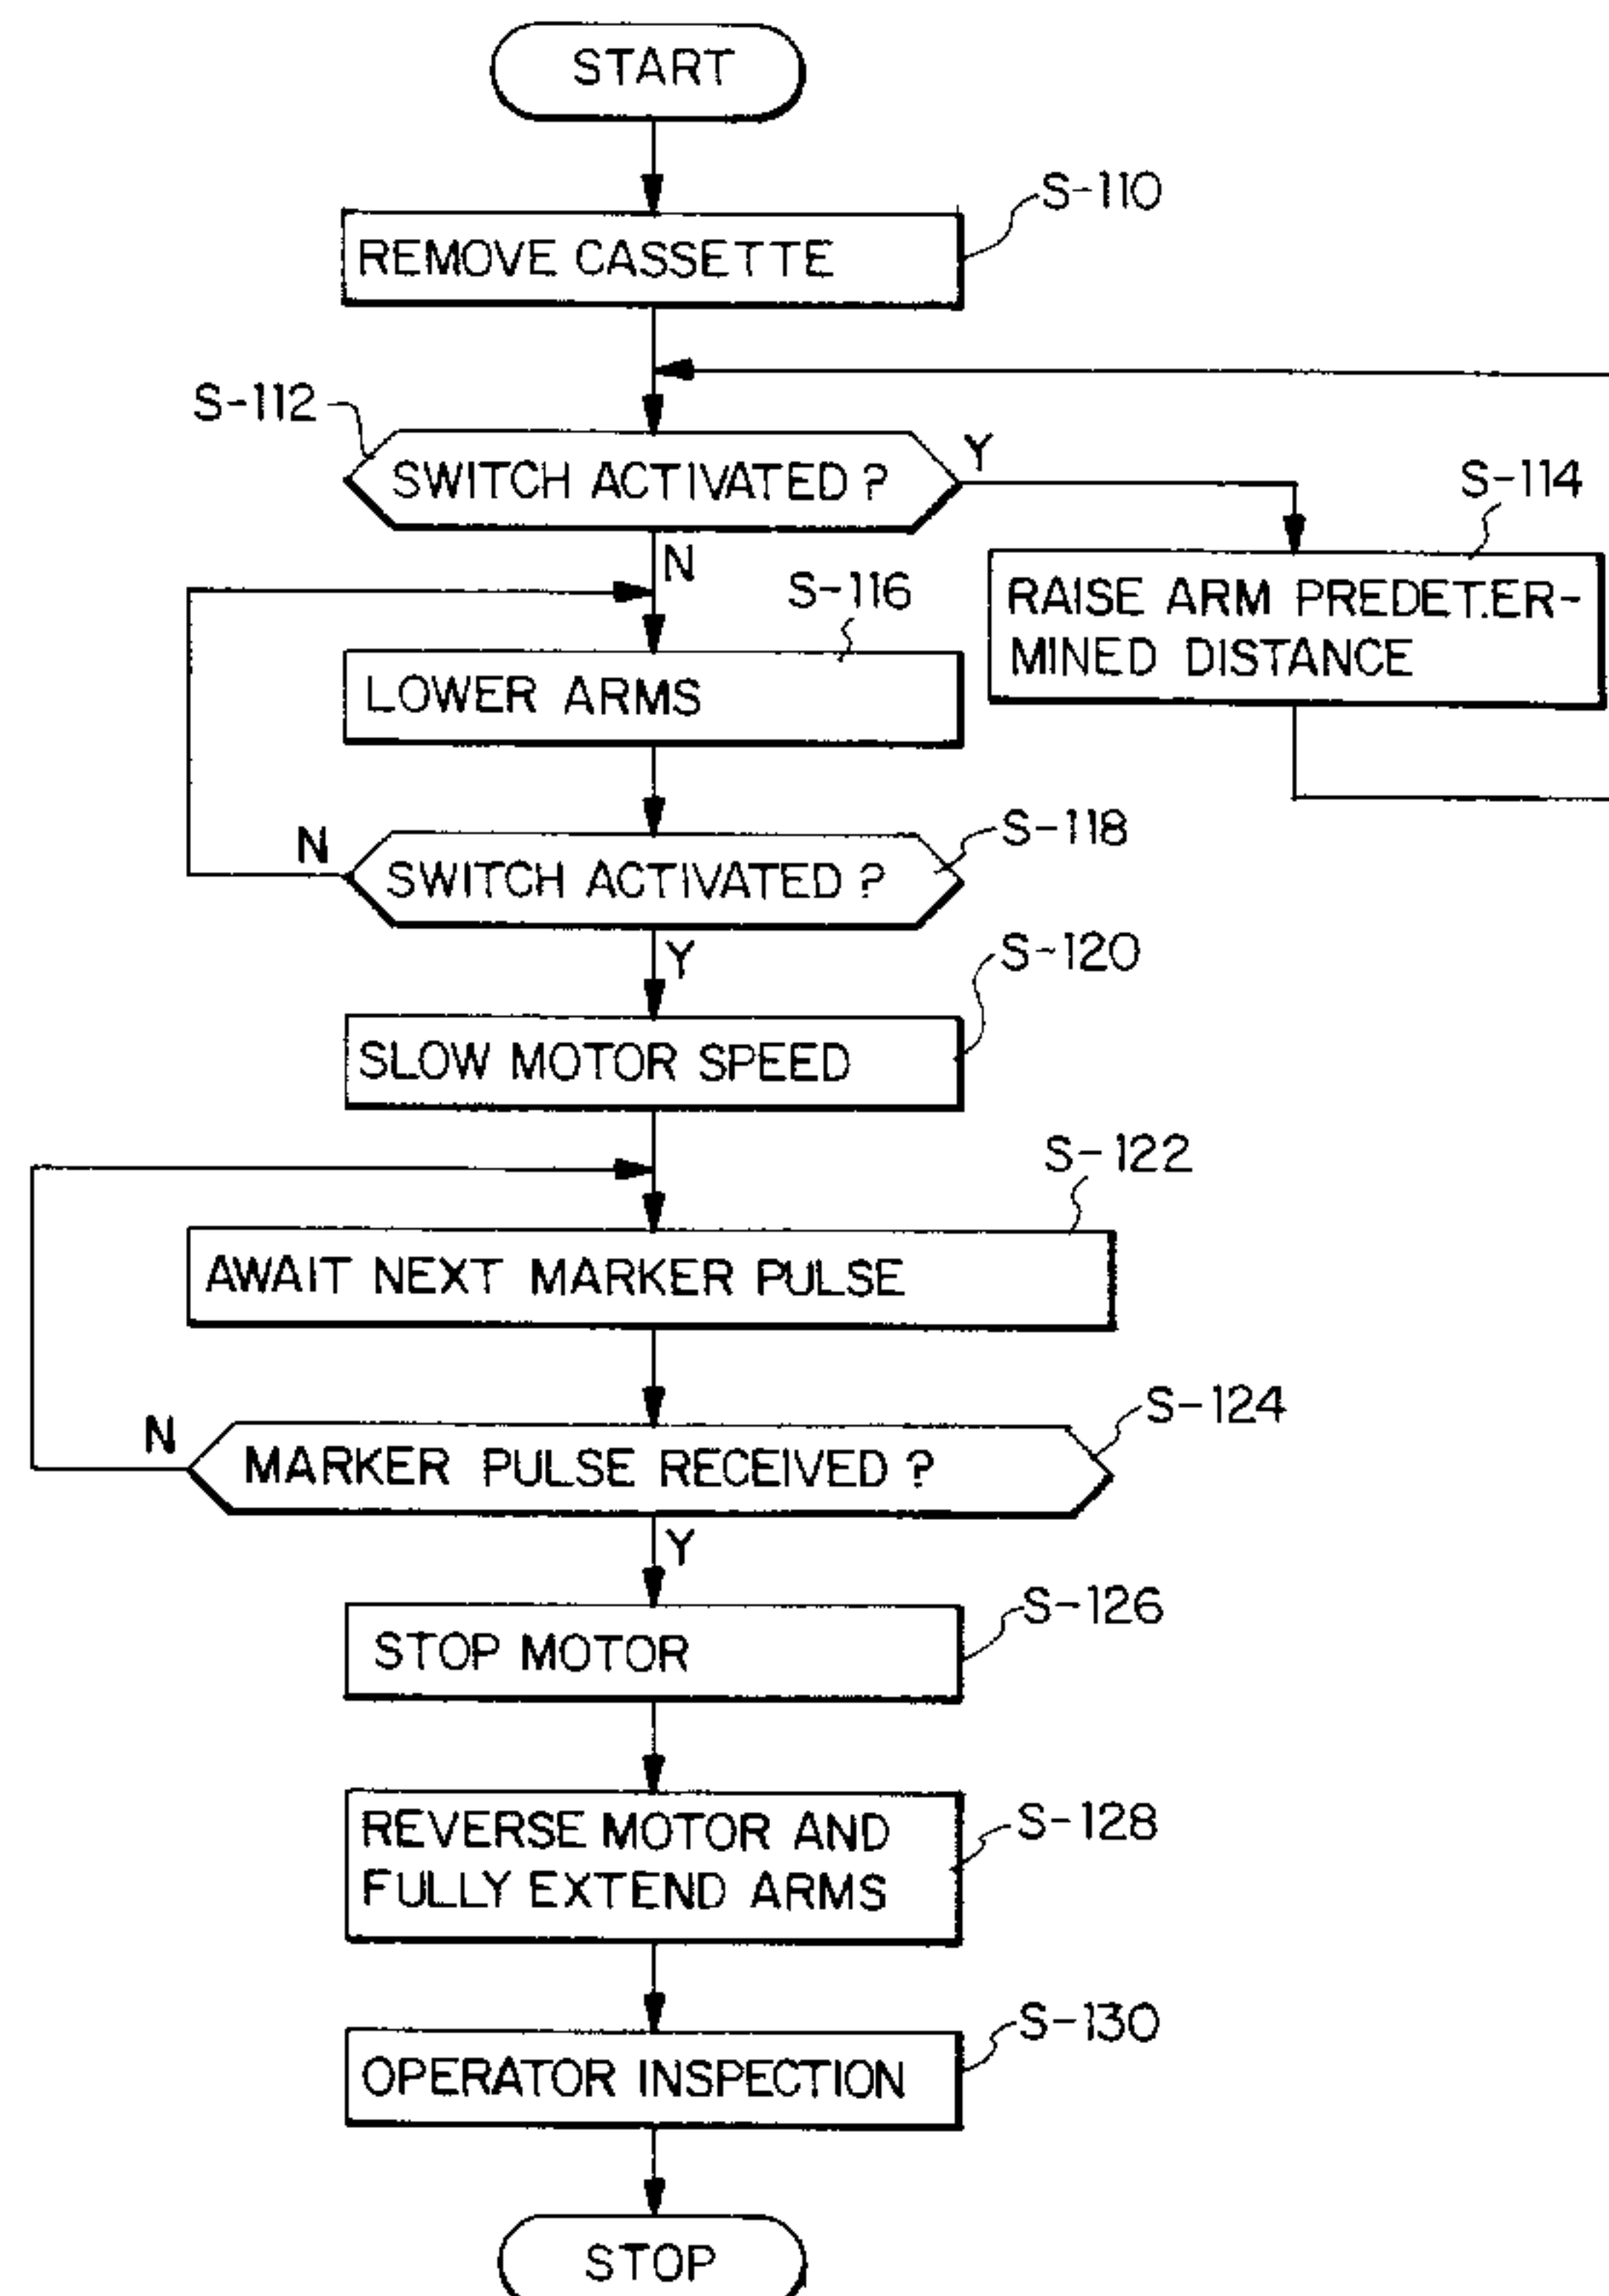 START
S-110
REMOVE CASSETTE
S-112
SWITCH ACTIVATED ?
Y
S-114
RAISE ARM PREDETER-
MINED DISTANCE
N
S-116
LOWER ARMS
N
S-118
SWITCH ACTIVATED ?
Y
S-120
SLOW MOTOR SPEED
S-122
AWAIT NEXT MARKER PULSE
S-124
N
MARKER PULSE RECEIVED ?
Y
S-126
STOP MOTOR
S-128
REVERSE MOTOR AND
FULLY EXTEND ARMS
S-130
OPERATOR INSPECTION
STOP